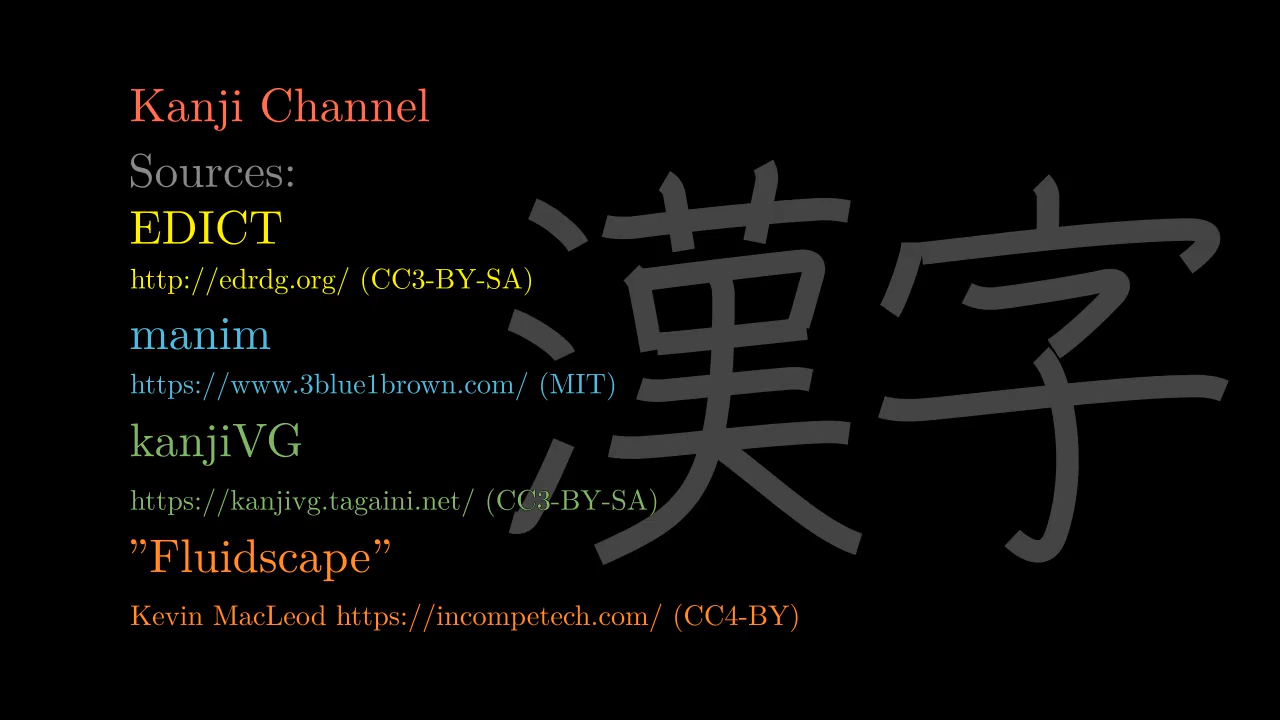 Kanji Channel
Sources:
EDICT
http://edrdg.org/ (CC3-BY-SA)
manim
https://www.3blue1brown.com/ (MIT)
kanjiVG
https://kanjivg.tagaini.net/ (CC3-BY-SA)
”Fluidscape”
Kevin MacLeod https://incompetech.com/ (CC4-BY)
漢字